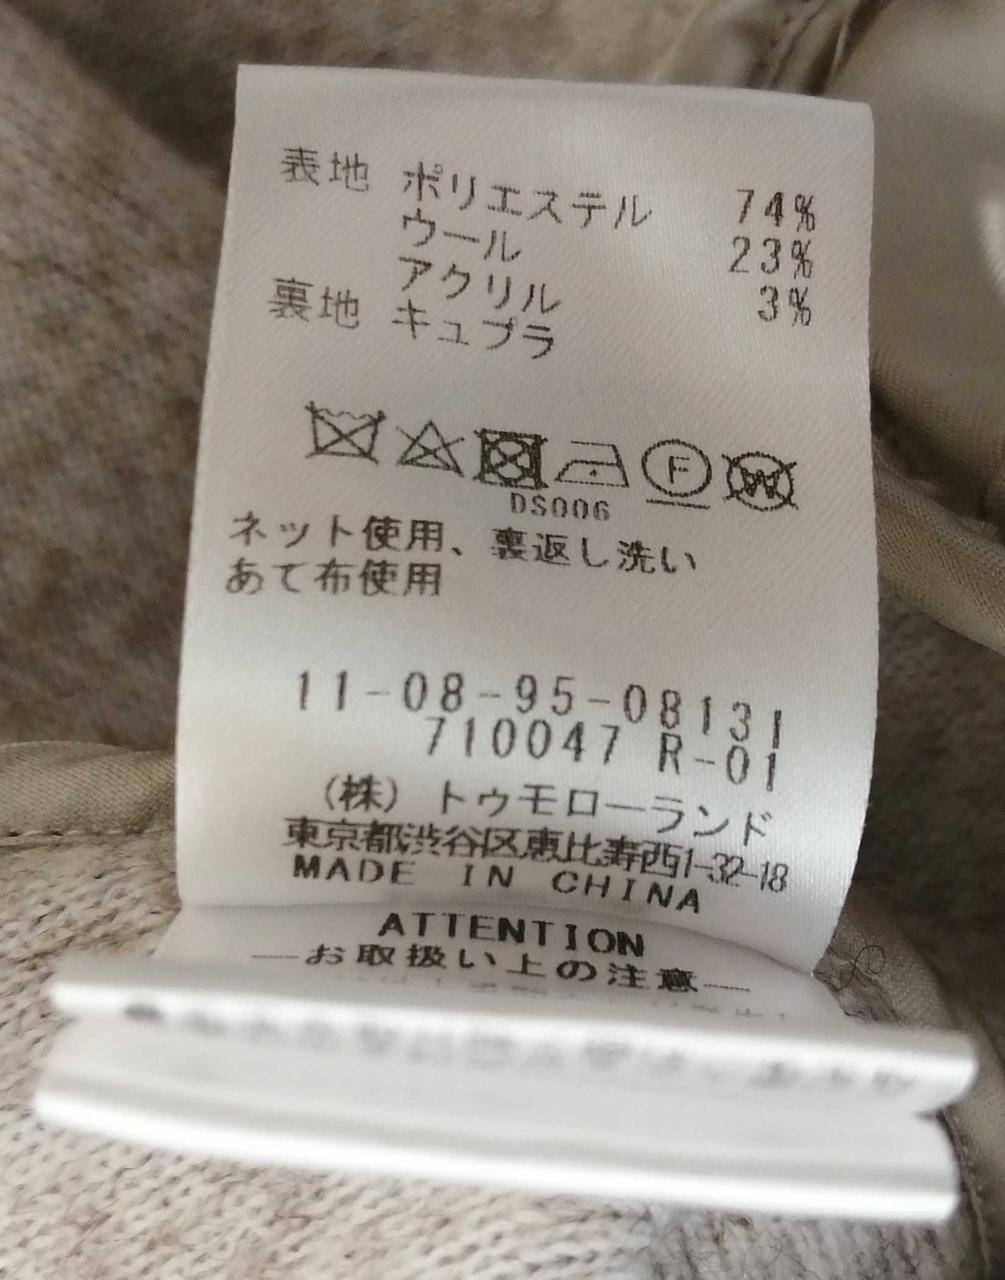 表地 ポリエステル 74%
ウール 23%
アクリル 3%
裏地 キュプラ
F W
DS006
ネット使用、裏返し洗い
あて布使用
11-08-95-08131
710047 R-01
(株)トゥモローランド
東京都渋谷区恵比寿西1-32-18
MADE IN CHINA
ATTENTION
―お取扱い上の注意―